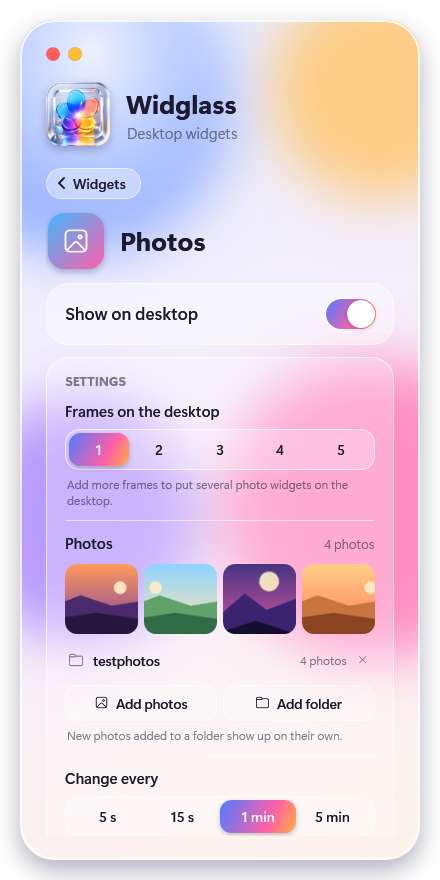 Widglass
Desktop widgets
Widgets
Photos
Show on desktop
SETTINGS
Frames on the desktop
1 2 3 4 5
Add more frames to put several photo widgets on the
desktop.
Photos 4 photos
testphotos 4 photos
Add photos Add folder
New photos added to a folder show up on their own.
Change every
5 s 15 s 1 min 5 min